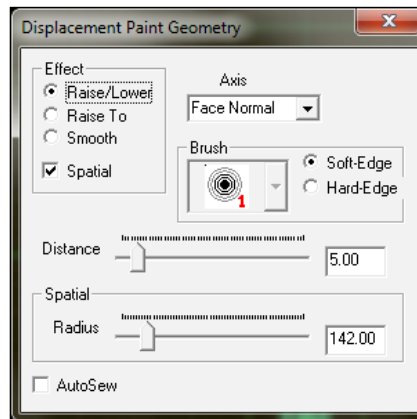 Displacement Paint Geometry
Effect
Raise/Lower
Raise To
Smooth
Spatial
Axis
Face Normal
Brush
1
Soft-Edge
Hard-Edge
Distance
5.00
Spatial
Radius
142.00
AutoSew